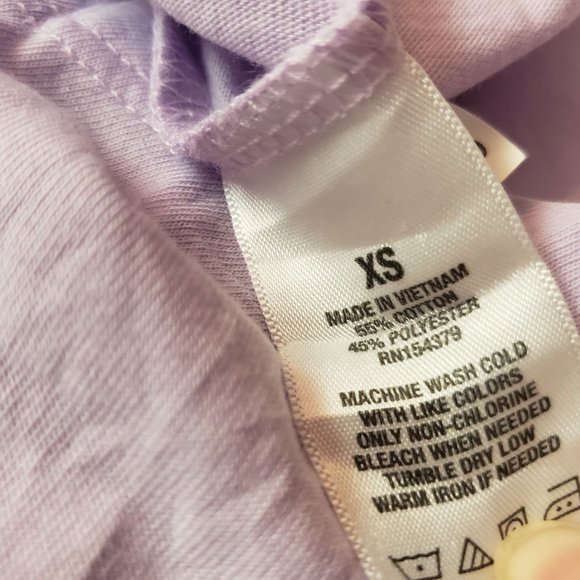 XS
MADE IN VIETNAM
55% COTTON
45% POLYESTER
RN154379
MACHINE WASH COLD
WITH LIKE COLORS
ONLY NON-CHLORINE
BLEACH WHEN NEEDED
TUMBLE DRY LOW
WARM IRON IF NEEDED